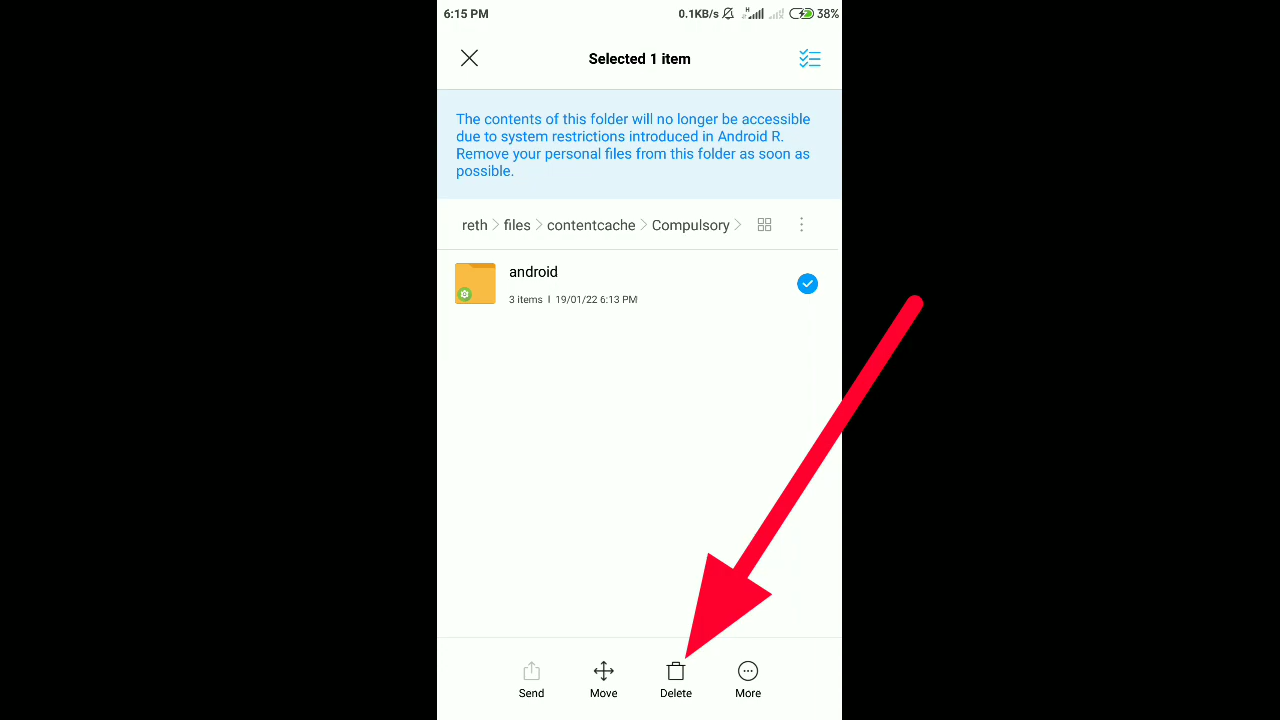 6:15 PM 0.1KB/s H 38%
Selected 1 item
The contents of this folder will no longer be accessible
due to system restrictions introduced in Android R.
Remove your personal files from this folder as soon as
possible.
reth files contentcache Compulsory
android
3 items | 19/01/22 6:13 PM
Send Move Delete More